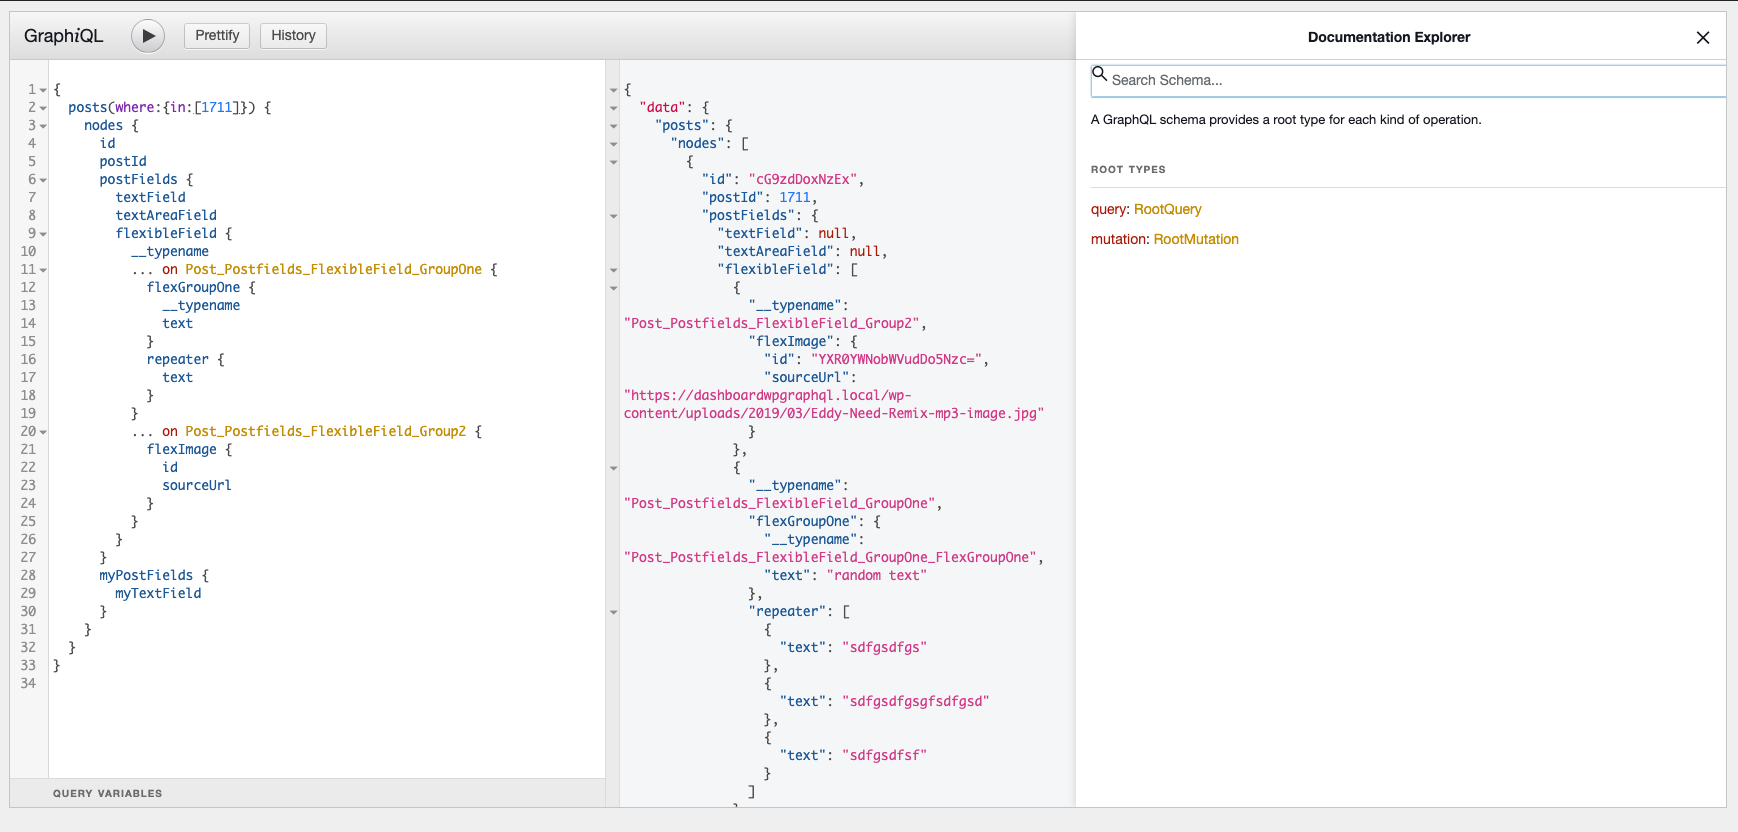 GraphiQL
Prettify
History
1 {
2 posts(where:{in:[1711]}) {
3 nodes {
4 id
5 postId
6 postFields {
7 textField
8 textAreaField
9 flexibleField {
10 __typename
11 ... on Post_Postfields_FlexibleField_GroupOne {
12 flexGroupOne {
13 __typename
14 text
15 }
16 repeater {
17 text
18 }
19 }
20 ... on Post_Postfields_FlexibleField_Group2 {
21 flexImage {
22 id
23 sourceUrl
24 }
25 }
26 }
27 }
28 myPostFields {
29 myTextField
30 }
31 }
32 }
33 }
34
QUERY VARIABLES
{
"data": {
"posts": {
"nodes": [
{
"id": "cG9zdDoxNzEx",
"postId": 1711,
"postFields": {
"textField": null,
"textAreaField": null,
"flexibleField": [
{
"__typename":
"Post_Postfields_FlexibleField_Group2",
"flexImage": {
"id": "YXR0YWNobWVudDo5Nzc=",
"sourceUrl":
"https://dashboardwpgraphql.local/wp-
content/uploads/2019/03/Eddy-Need-Remix-mp3-image.jpg"
}
},
{
"__typename":
"Post_Postfields_FlexibleField_GroupOne",
"flexGroupOne": {
"__typename":
"Post_Postfields_FlexibleField_GroupOne_FlexGroupOne",
"text": "random text"
},
"repeater": [
{
"text": "sdfgsdfgs"
},
{
"text": "sdfgsdfgsgfsdfgsd"
},
{
"text": "sdfgsdfsf"
}
]
Documentation Explorer
Search Schema...
A GraphQL schema provides a root type for each kind of operation.
ROOT TYPES
query: RootQuery
mutation: RootMutation